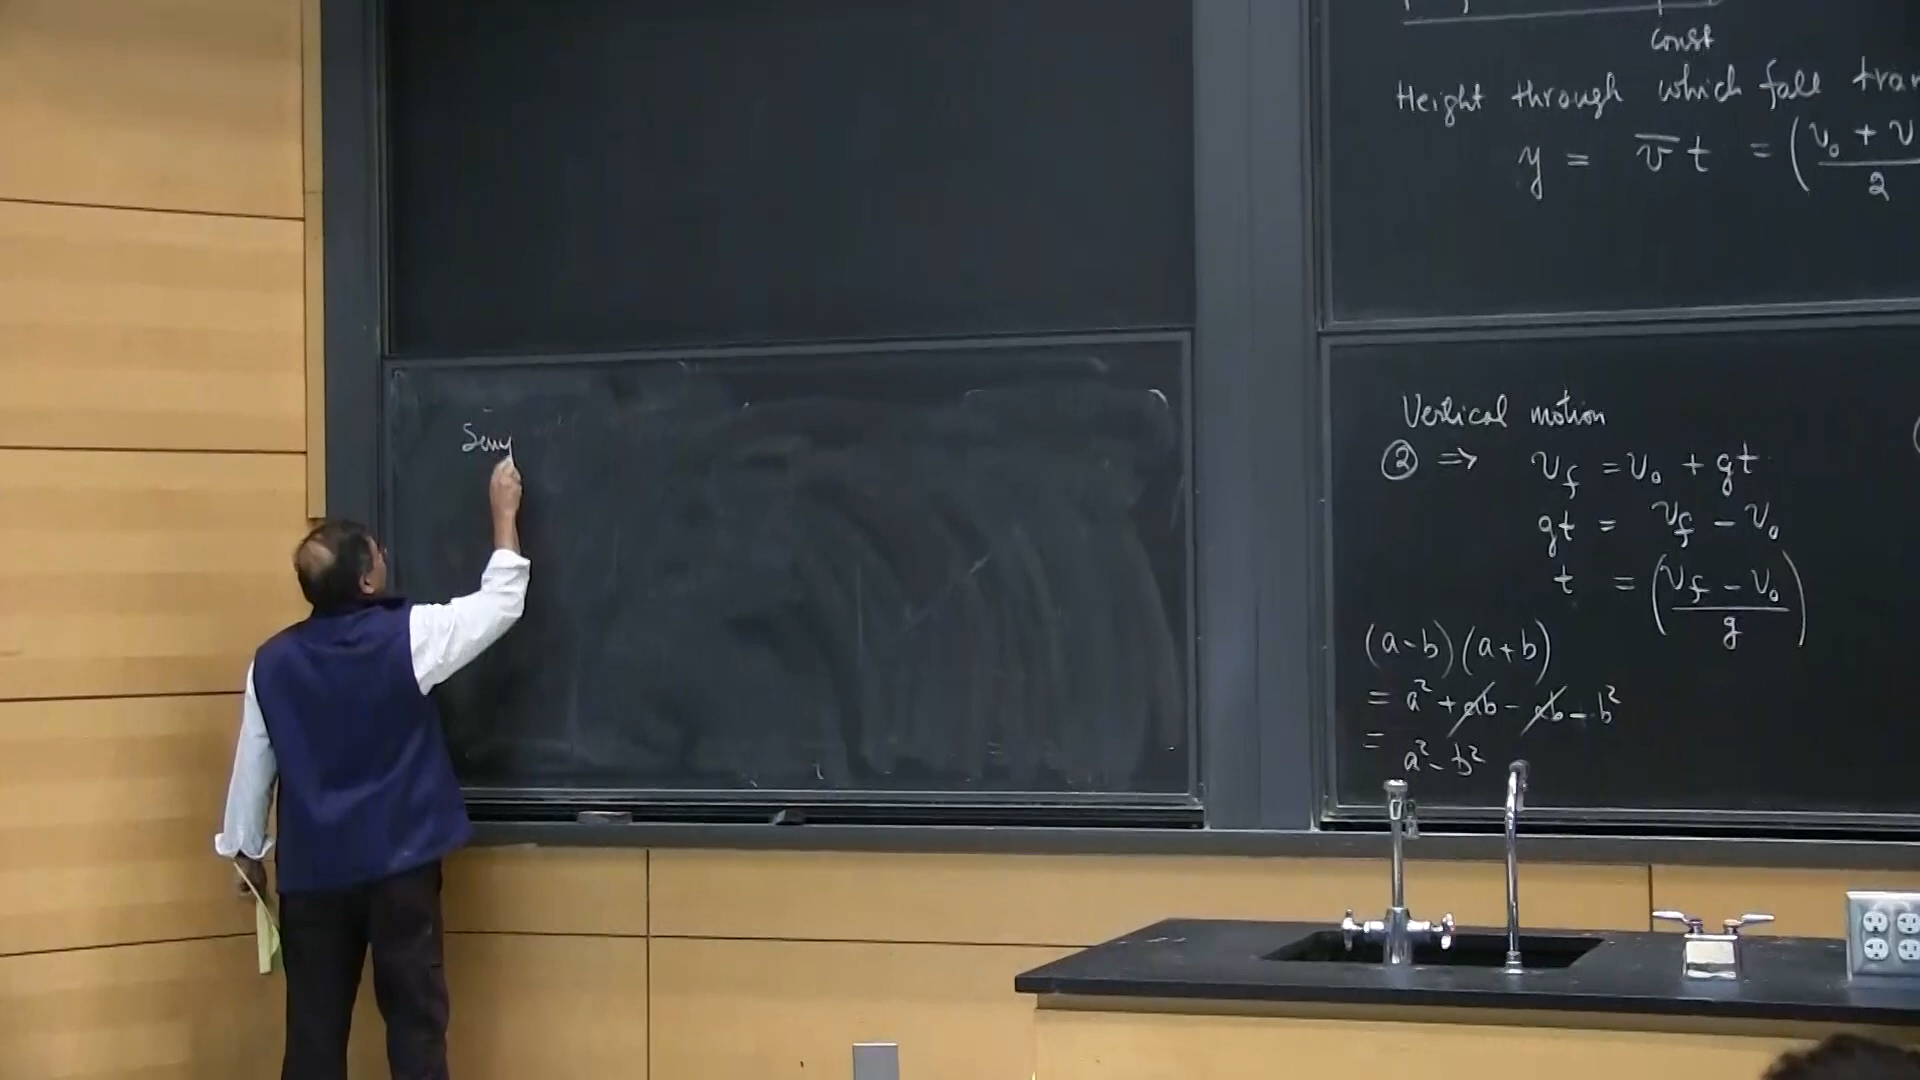 const
Height through which fall tran
y = v̅ t = (v₀ + v / 2
Vertical motion
② => v_f = v₀ + gt
gt = v_f - v₀
t = (v_f - v₀ / g)
(a-b)(a+b)
= a² + ab - ab - b²
= a² - b²